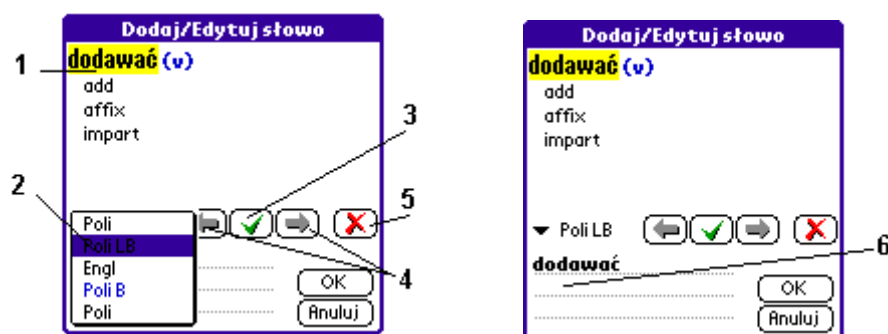 Dodaj/Edytuj słowo
1
dodawać (v)
add
affix
impart
3
2
5
Poli
Poli LB
Engl
Poli B
Poli
4
OK
Anuluj
Dodaj/Edytuj słowo
dodawać (v)
add
affix
impart
Poli LB
dodawać
6
OK
Anuluj